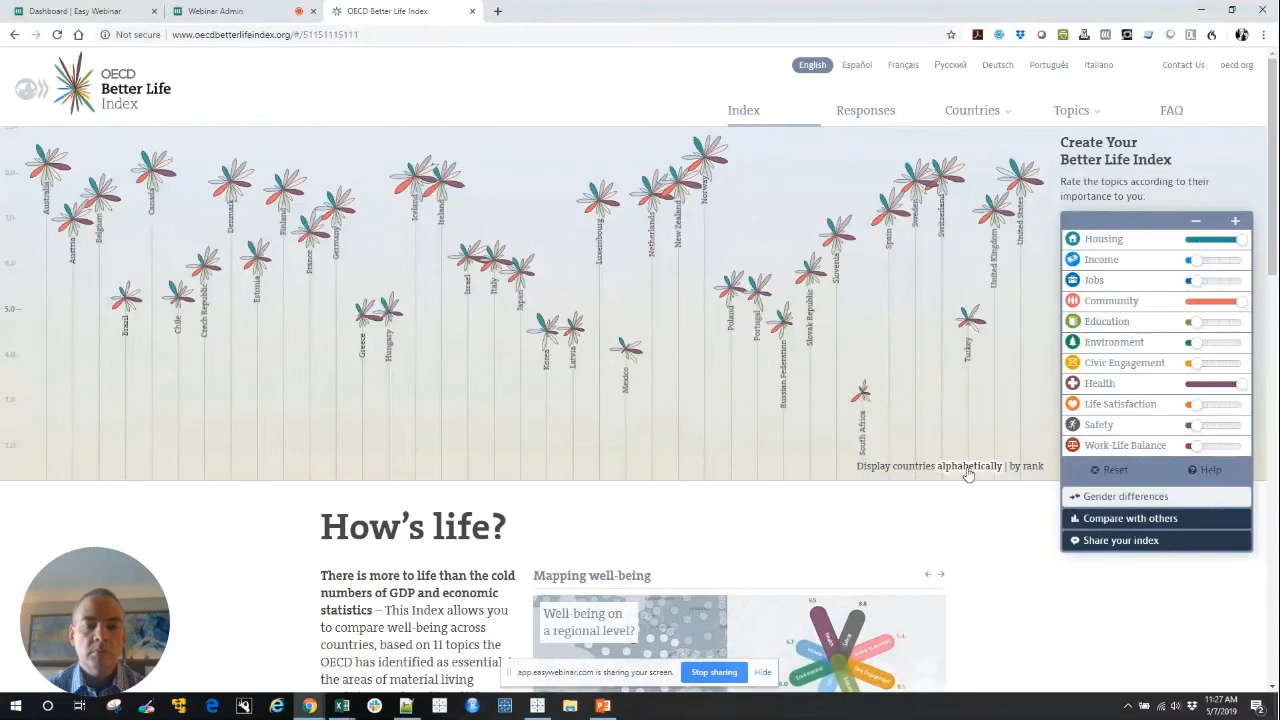 Dashboard | Easy Webinar
Webinar Admin
OECD Better Life Index
Not secure | www.oecdbetterlifeindex.org/#/51151115111
OECD
Better Life
Index
English Español Français Русский Deutsch Português Italiano Contact Us oecd.org
Index Responses Countries Topics FAQ
Create Your
Better Life Index
Rate the topics according to their
importance to you:
Housing
Income
Jobs
Community
Education
Environment
Civic Engagement
Health
Life Satisfaction
Safety
Work-Life Balance
Reset Help
Gender differences
Compare with others
Share your index
5.0
Australia
Austria
Belgium
Brazil
Canada
Chile
Czech Republic
Denmark
Estonia
Finland
France
Germany
Greece
Hungary
Iceland
Ireland
Israel
Italy
Japan
Korea
Latvia
Luxembourg
Mexico
Netherlands
New Zealand
Norway
Poland
Portugal
Russian Federation
Slovak Republic
Slovenia
South Africa
Spain
Sweden
Switzerland
Turkey
United Kingdom
United States
Display countries alphabetically | by rank
How's life?
There is more to life than the cold
numbers of GDP and economic
statistics – This Index allows you
to compare well-being across
countries, based on 11 topics the
OECD has identified as essential
the areas of material living
Mapping well-being
Well-being on
a regional level?
9.5
8.8
app.easywebinar.com is sharing your screen. Stop sharing Hide
11:27 AM
5/7/2019